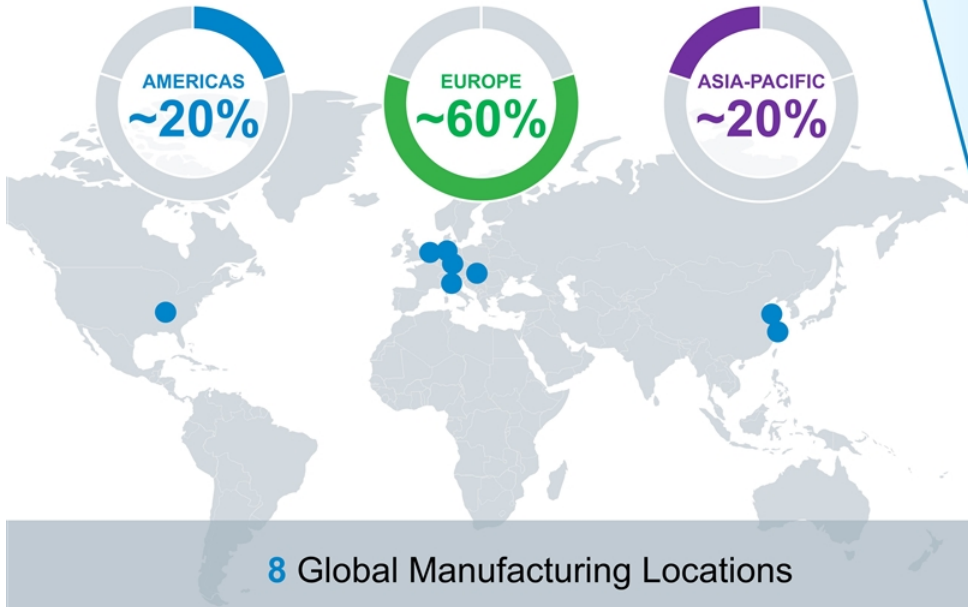 AMERICAS
~20%
EUROPE
~60%
ASIA-PACIFIC
~20%
8 Global Manufacturing Locations